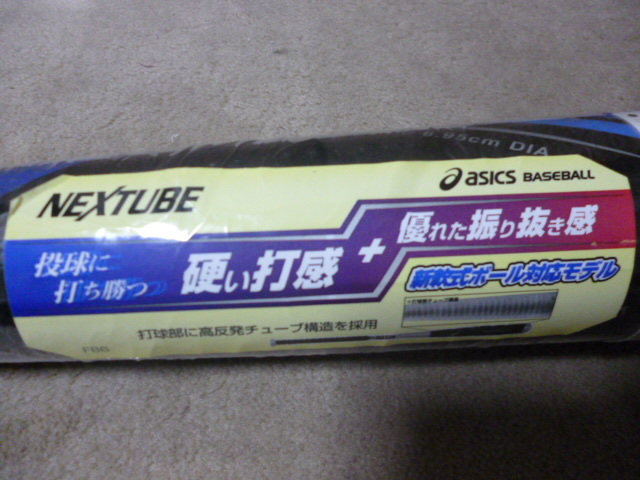 6.95cm DIA
NEXTUBE
asics BASEBALL
投球に
打ち勝つ
硬い打感
+
優れた振り抜き感
新軟式ボール対応モデル
打球部に高反発チューブ構造を採用